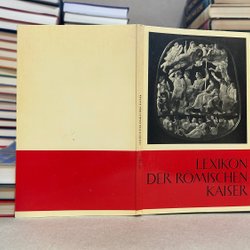 LEXIKON
DER RÖMISCHEN
KAISER